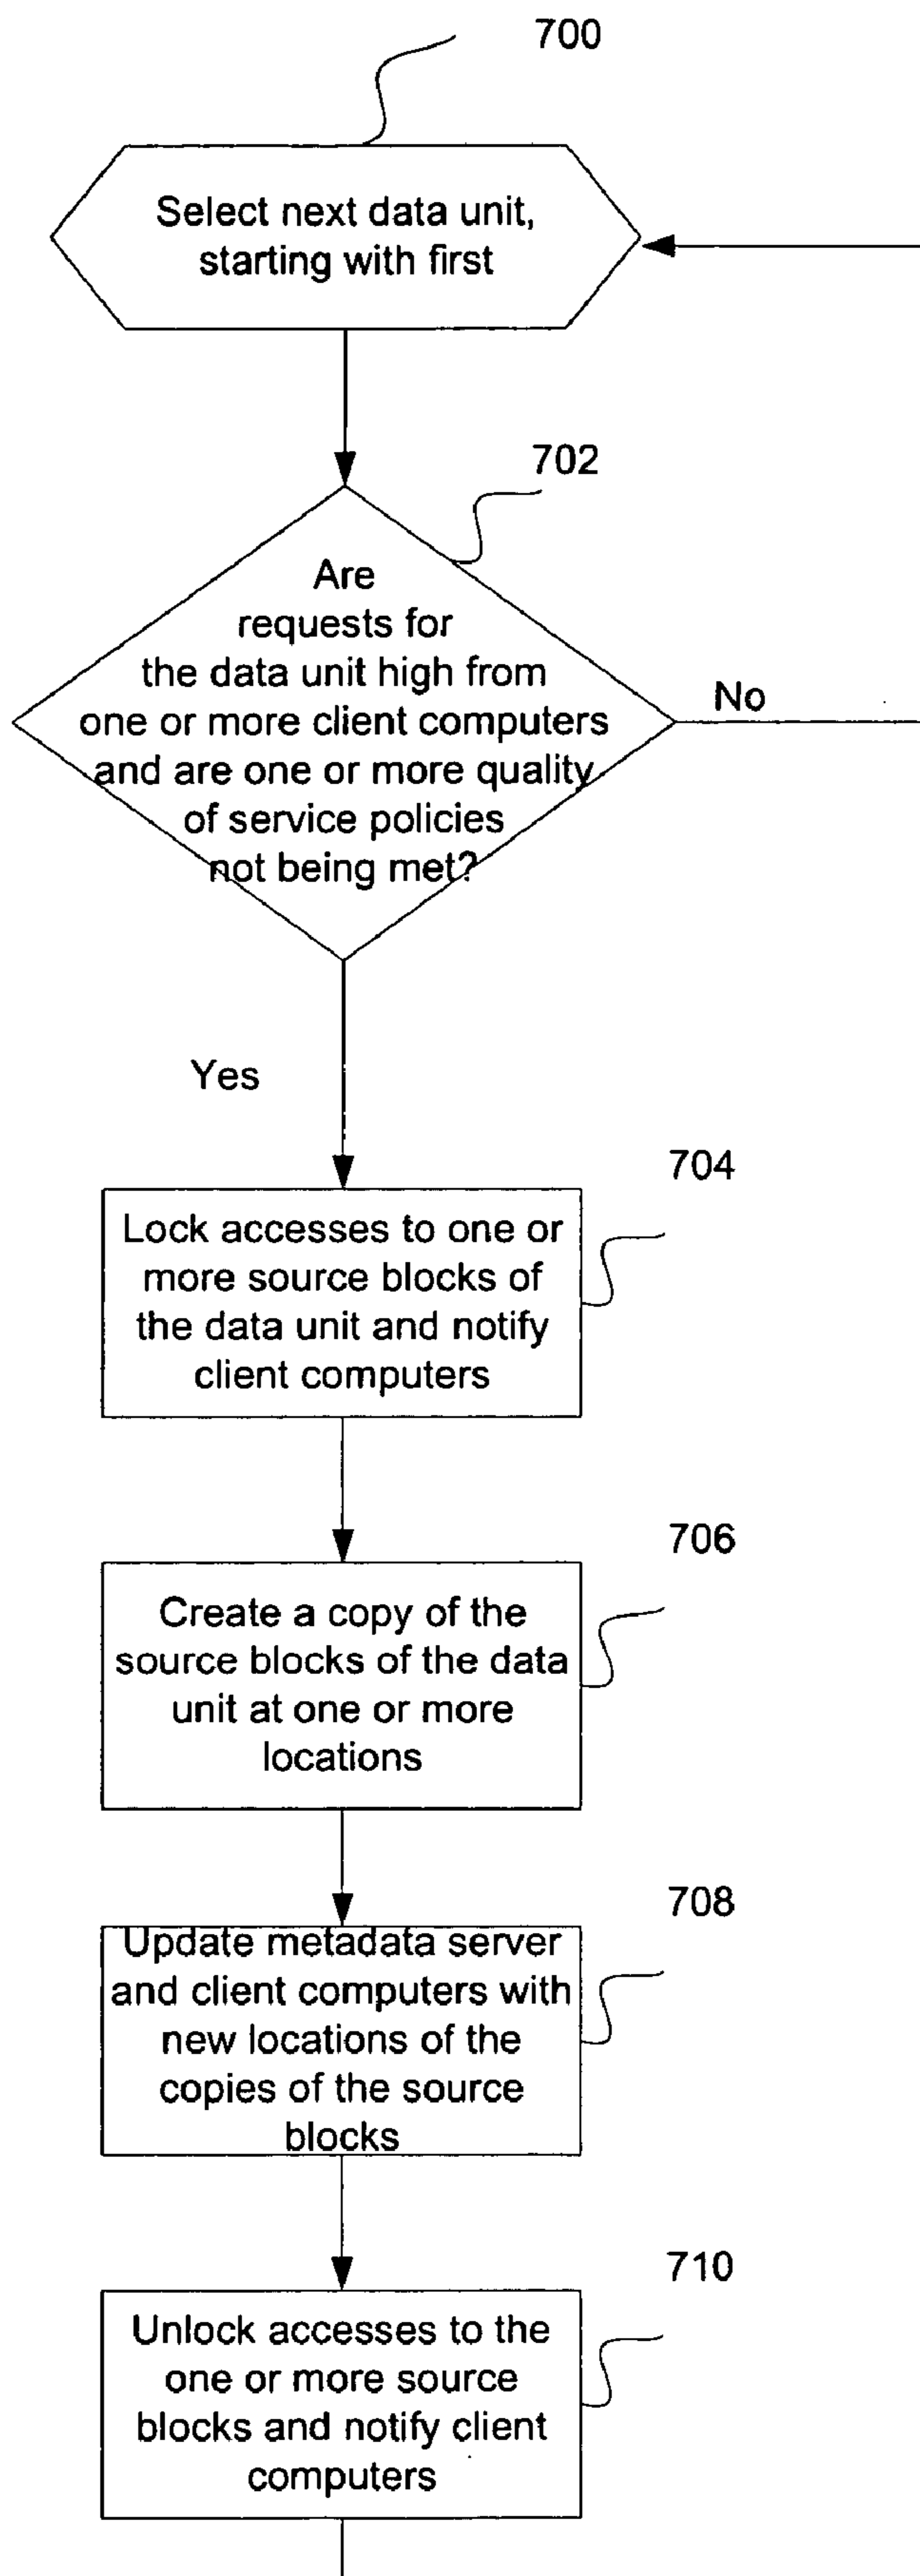 700
Select next data unit,
starting with first
702
Are
requests for
the data unit high from
one or more client computers
and are one or more quality
of service policies
not being met?
No
Yes
704
Lock accesses to one or
more source blocks of
the data unit and notify
client computers
706
Create a copy of the
source blocks of the data
unit at one or more
locations
708
Update metadata server
and client computers with
new locations of the
copies of the source
blocks
710
Unlock accesses to the
one or more source
blocks and notify client
computers